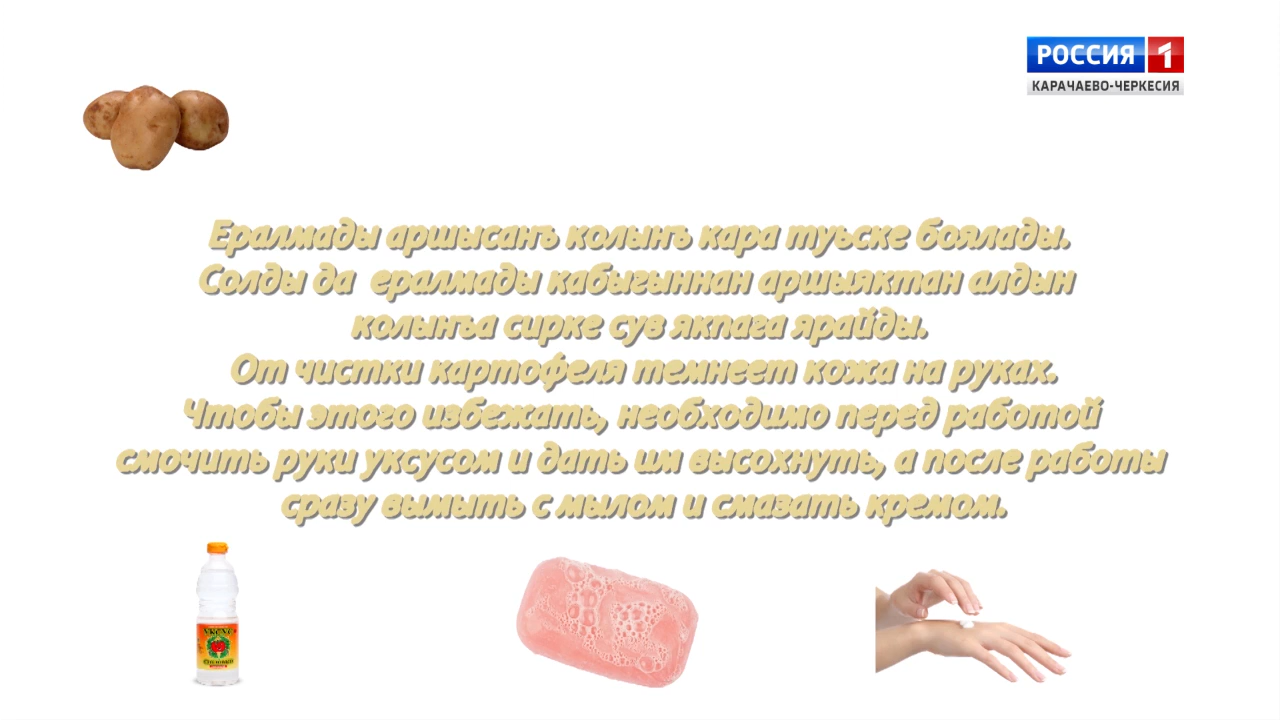 РОССИЯ 1
КАРАЧАЕВО-ЧЕРКЕСИЯ
Ералмады аршысанъ колынъ кара туьске боялады.
Солды да ералмады кабыгыннан аршыяктан алдын
колынъа сирке сув якпага ярайды.
От чистки картофеля темнеет кожа на руках.
Чтобы этого избежать, необходимо перед работой
смочить руки уксусом и дать им высохнуть, а после работы
сразу вымыть с мылом и смазать кремом.